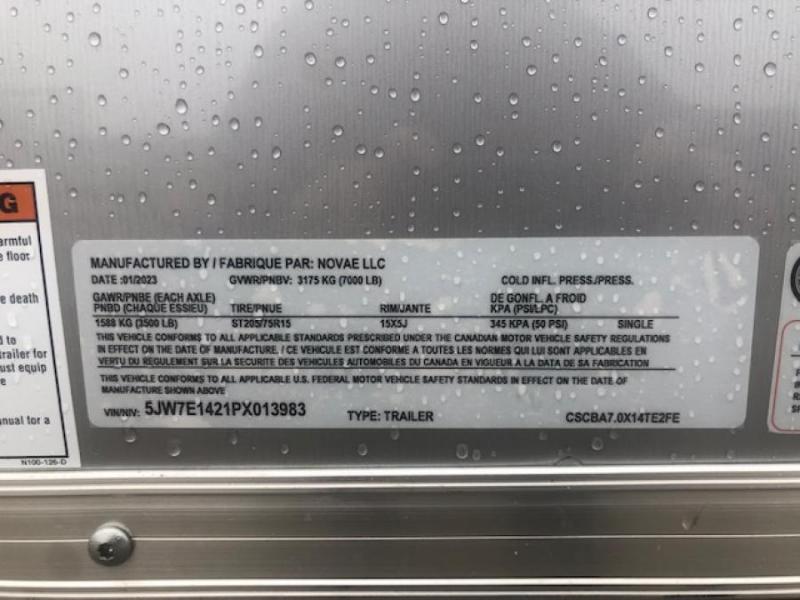 G
armful
e floor
e death
d to
railer for
ust equip
e
anual for a
N100-126-D
MANUFACTURED BY / FABRIQUE PAR: NOVAE LLC
DATE :01/2023 GVWR/PNBV: 3175 KG (7000 LB) COLD INFL. PRESS./PRESS.
GAWR/PNBE (EACH AXLE) DE GONFL. A FROID
PNBD (CHAQUE ESSIEU) TIRE/PNUE RIM/JANTE KPA (PSI/LPC)
1588 KG (3500 LB) ST205/75R15 15X5J 345 KPA (50 PSI) SINGLE
THIS VEHICLE CONFORMS TO ALL APPLICABLE STANDARDS PRESCRIBED UNDER THE CANADIAN MOTOR VEHICLE SAFETY REGULATIONS
IN EFFECT ON THE DATE OF MANUFACTURE. / CE VEHICULE EST CONFORME A TOUTES LES NORMES QUI LUI SONT APPLICABLES EN
VERTU DU REGLEMENT SUR LA SECURITE DES VEHICULES AUTOMOBILES DU CANADA EN VIGUEUR A LA DATE DE SA FABRICATION
THIS VEHICLE CONFORMS TO ALL APPLICABLE U.S. FEDERAL MOTOR VEHICLE SAFETY STANDARDS IN EFFECT ON THE DATE OF
MANUFACTURE SHOWN ABOVE
VIN/NIV: 5JW7E1421PX013983 TYPE: TRAILER CSCBA7.0X14TE2FE